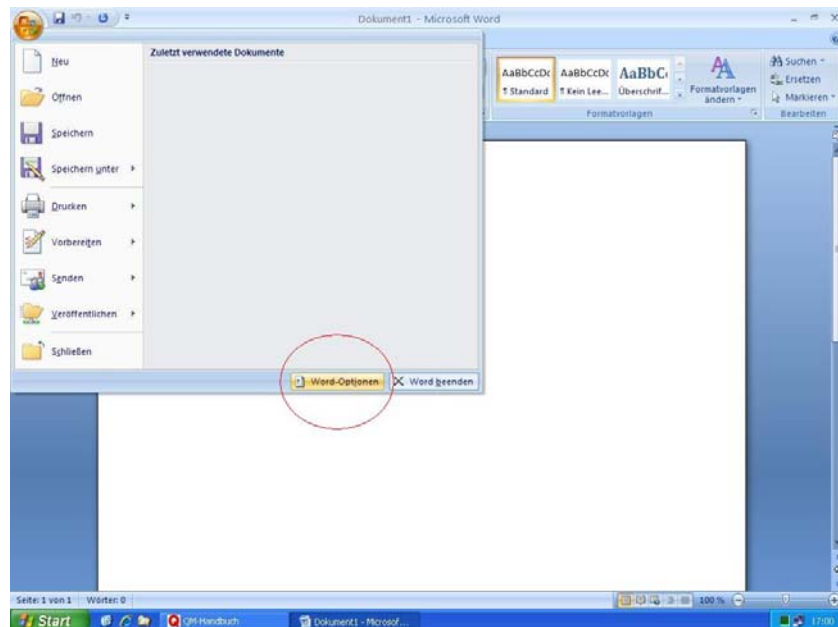 Dokument1 - Microsoft Word
Neu
Öffnen
Speichern
Speichern unter
Drucken
Vorbereiten
Senden
Veröffentlichen
Schließen
Zuletzt verwendete Dokumente
Word-Optionen
Word beenden
AaBbCcDc AaBbCcDc AaBbC
¶ Standard ¶ Kein Lee... Überschrif...
Formatvorlagen
ändern
Formatvorlagen
Suchen
Ersetzen
Markieren
Bearbeiten
Seite: 1 von 1 Wörter: 0
100 %
Start QM-Handbuch Dokument1 - Microsof... 17:00